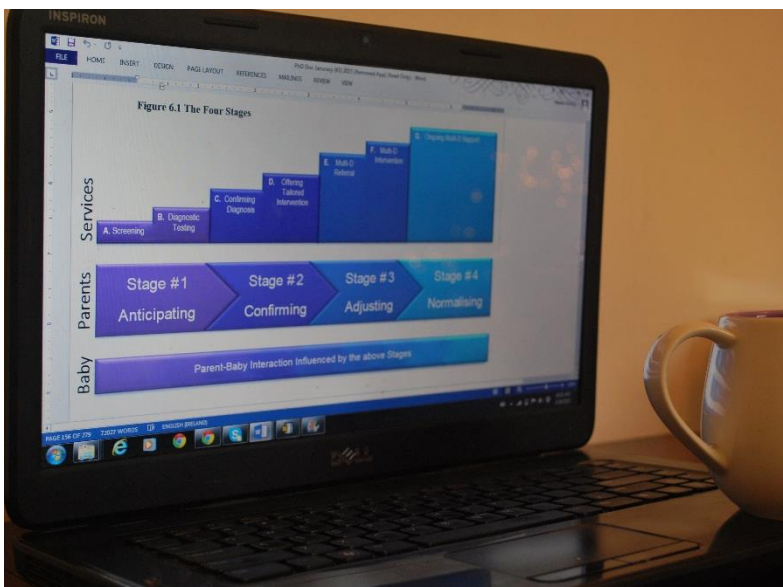 INSPIRON
FILE HOME INSERT DESIGN PAGE LAYOUT REFERENCES MAILINGS REVIEW VIEW
Figure 6.1 The Four Stages
Services
A. Screening
B. Diagnostic
Testing
C. Confirming
Diagnosis
D. Offering
Tailored
Intervention
E. Multi-D
Referral
F. Multi-D
Intervention
G. Ongoing Multi-D Support
Parents
Stage #1
Anticipating
Stage #2
Confirming
Stage #3
Adjusting
Stage #4
Normalising
Baby
Parent-Baby Interaction Influenced by the above Stages
PAGE 156 OF 279 72027 WORDS ENGLISH (IRELAND)
DELL